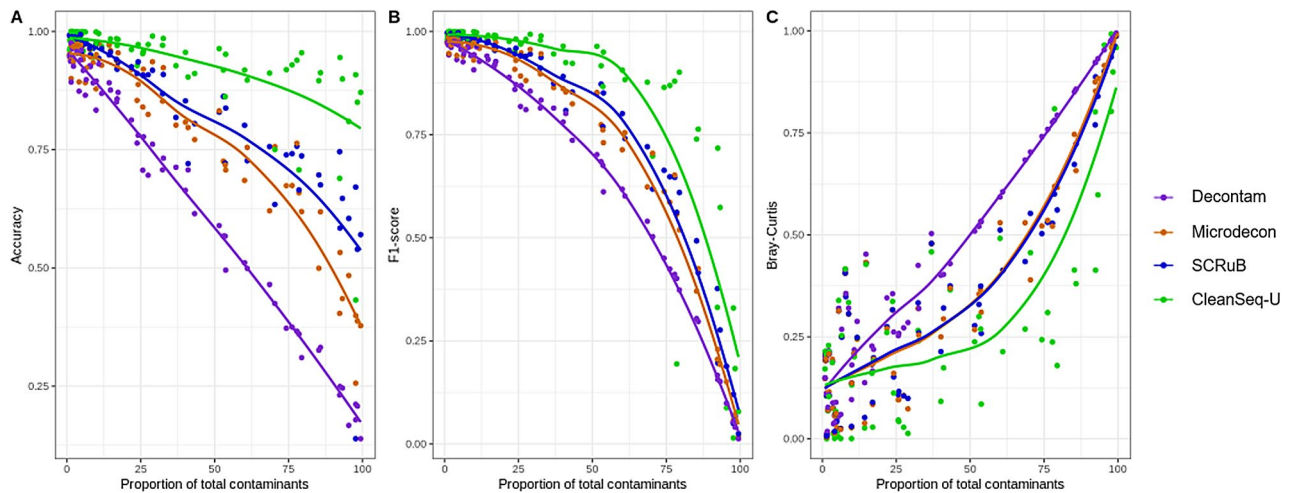 A
B
C
Accuracy
1.00
0.75
0.50
0.25
0
25
50
75
100
Proportion of total contaminants
F1-score
1.00
0.75
0.50
0.25
0.00
0
25
50
75
100
Proportion of total contaminants
Bray-Curtis
1.00
0.75
0.50
0.25
0.00
0
25
50
75
100
Proportion of total contaminants
Decontam
Microdecon
SCRuB
CleanSeq-U